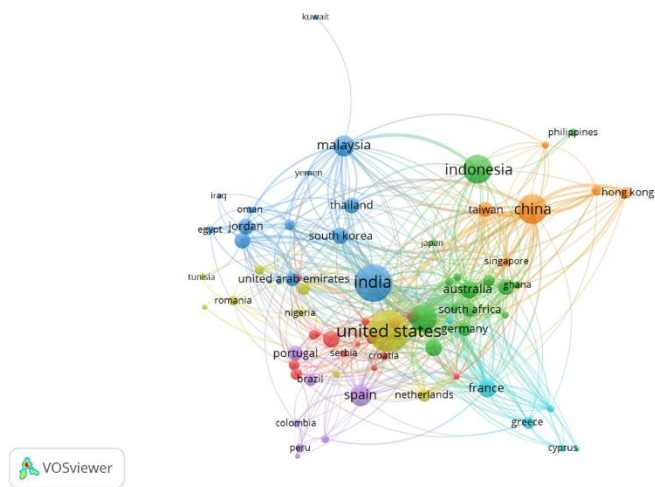 kuwait
philippines
malaysia
indonesia
yemen
iraq
oman
thailand
taiwan
china
hong kong
egypt
jordan
south korea
japan
singapore
tunisia
united arab emirates
india
australia
ghana
romania
nigeria
south africa
united states
germany
portugal
serbia
croatia
brazil
spain
netherlands
france
colombia
greece
peru
cyprus
VOSviewer